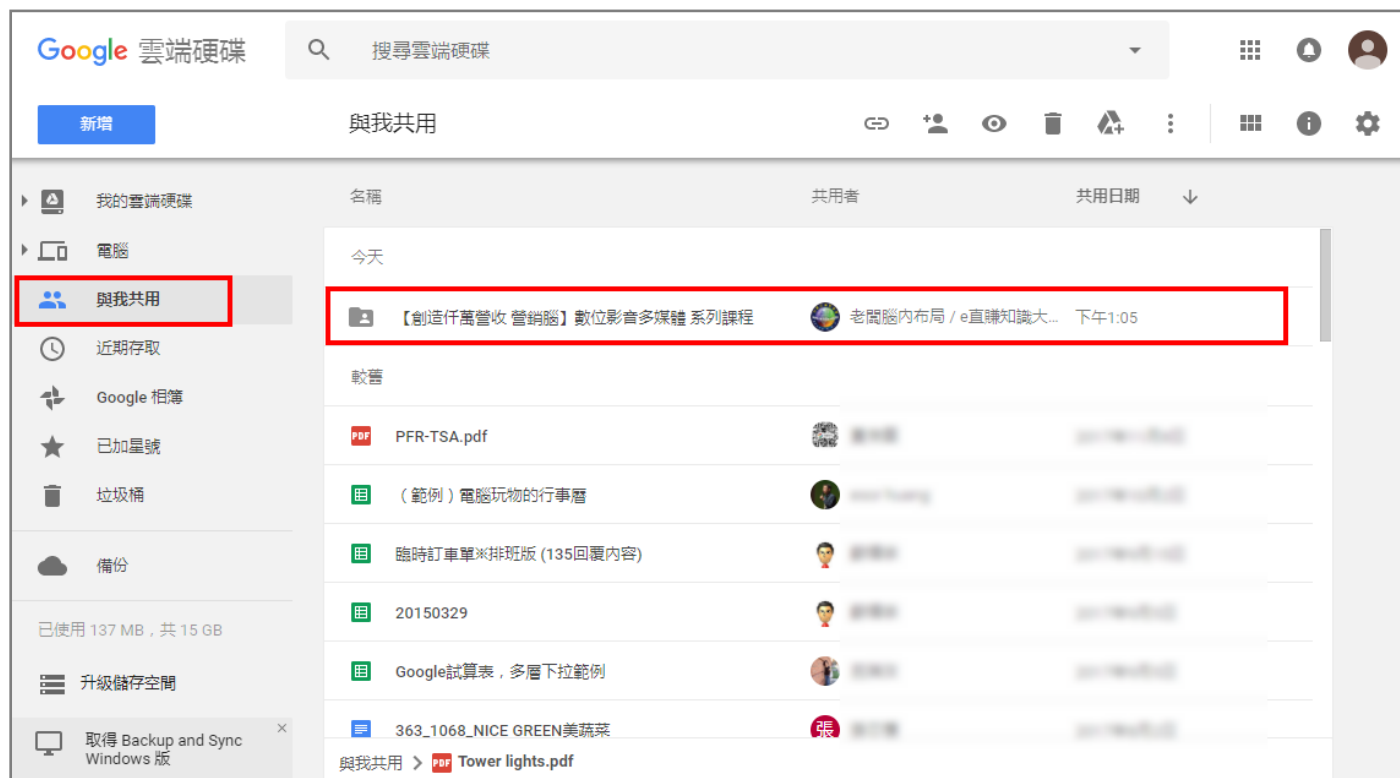 Google 雲端硬碟
搜尋雲端硬碟
新增
與我共用
我的雲端硬碟
電腦
與我共用
近期存取
Google 相簿
已加星號
垃圾桶
備份
已使用 137 MB，共 15 GB
升級儲存空間
取得 Backup and Sync
Windows 版
名稱 共用者 共用日期
今天
【創造仟萬營收 營銷腦】數位影音多媒體 系列課程 老闆腦內布局 / e直賺知識大... 下午1:05
較舊
PDF PFR-TSA.pdf
（範例）電腦玩物的行事曆
臨時訂車單※排班版 (135回覆內容)
20150329
Google試算表，多層下拉範例
363_1068_NICE GREEN美蔬菜 張
與我共用 > PDF Tower lights.pdf